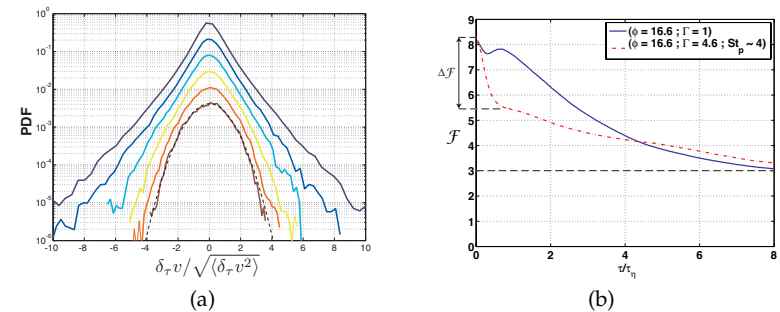 PDF
10^0
10^-1
10^-2
10^-3
10^-4
10^-5
10^-6
-10 -8 -6 -4 -2 0 2 4 6 8 10
δ_τ v/√⟨δ_τ v²⟩
(a)
(ϕ = 16.6 ; Γ = 1)
(ϕ = 16.6 ; Γ = 4.6 ; St_p ~ 4)
Δℱ
ℱ
9
8
7
6
5
4
3
2
1
0
0 2 4 6 8
τ/τ_η
(b)